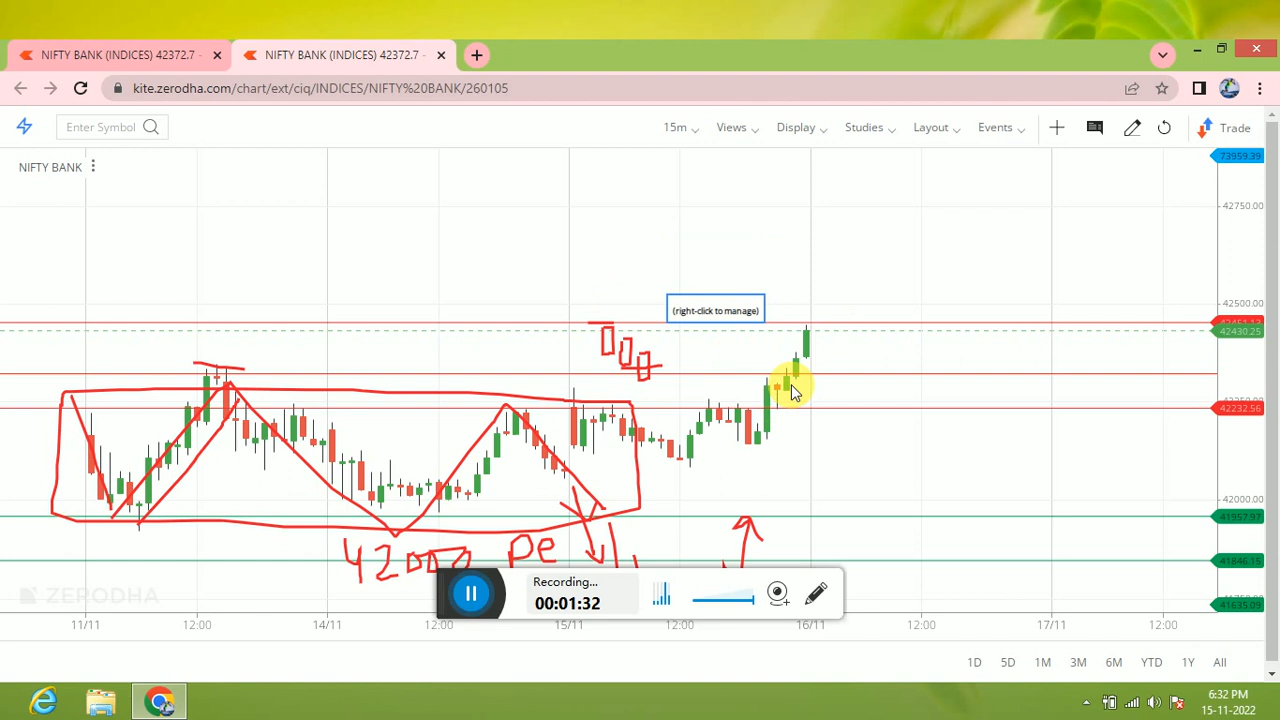 NIFTY BANK (INDICES) 42372.7 -
NIFTY BANK (INDICES) 42372.7 -
kite.zerodha.com/chart/ext/ciq/INDICES/NIFTY%20BANK/260105
Enter Symbol
15m
Views
Display
Studies
Layout
Events
Trade
NIFTY BANK
73959.39
42750.00
42500.00
(right-click to manage)
42430.25
42232.56
42000.00
41957.97
42000 Pe
41846.15
Recording...
00:01:32
ZERODHA
41635.09
11/11
12:00
14/11
12:00
15/11
12:00
16/11
12:00
17/11
12:00
1D
5D
1M
3M
6M
YTD
1Y
All
6:32 PM
15-11-2022